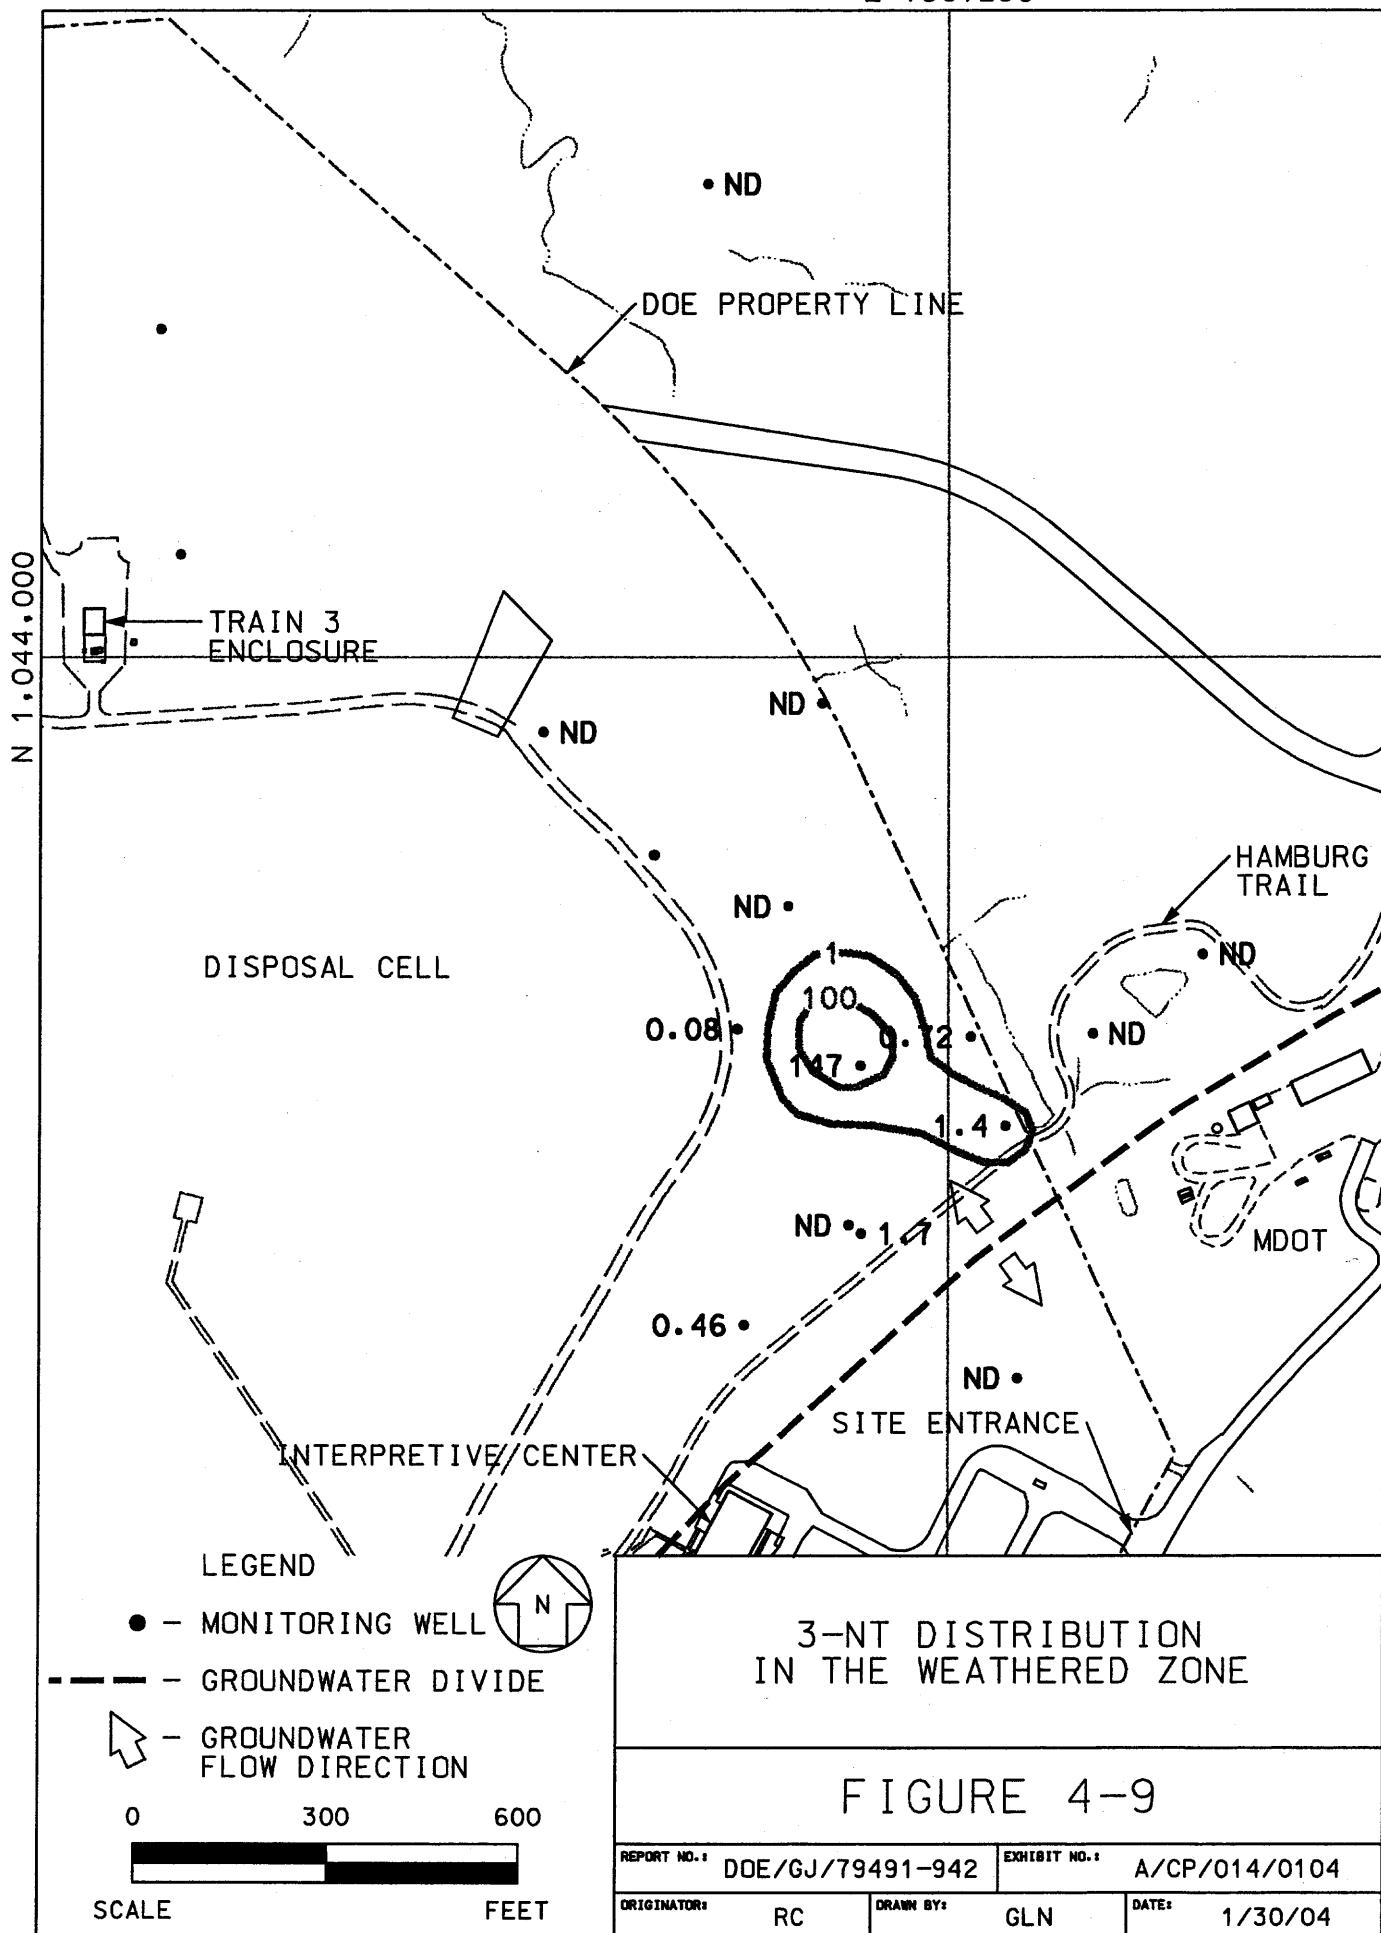 ND
DOE PROPERTY LINE
N 1,044,000
TRAIN 3
ENCLOSURE
ND
ND
HAMBURG
TRAIL
ND
1
ND
DISPOSAL CELL
100
0.08
0.72
ND
147
1.4
ND
1.7
MDOT
0.46
ND
SITE ENTRANCE
INTERPRETIVE CENTER
LEGEND
MONITORING WELL
N
GROUNDWATER DIVIDE
GROUNDWATER
FLOW DIRECTION
0 300 600
SCALE FEET
3-NT DISTRIBUTION
IN THE WEATHERED ZONE
FIGURE 4-9
REPORT NO.: DOE/GJ/79491-942 EXHIBIT NO.: A/CP/014/0104
ORIGINATOR: RC DRAWN BY: GLN DATE: 1/30/04